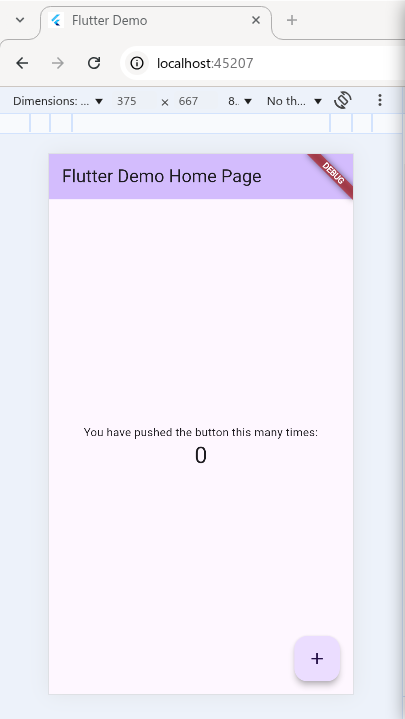 Flutter Demo
localhost:45207
Dimensions: ... 375 × 667 8. No th...
Flutter Demo Home Page
DEBUG
You have pushed the button this many times:
0
+